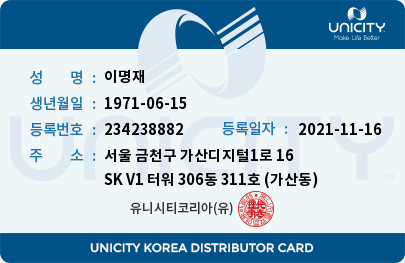 UNICITY
Make Life Better
성 명 : 이명재
생년월일 : 1971-06-15
등록번호 : 234238882 등록일자 : 2021-11-16
주 소 : 서울 금천구 가산디지털1로 16
SK V1 터워 306동 311호 (가산동)
유니시티코리아(유)
UNICITY
UNICITY KOREA DISTRIBUTOR CARD